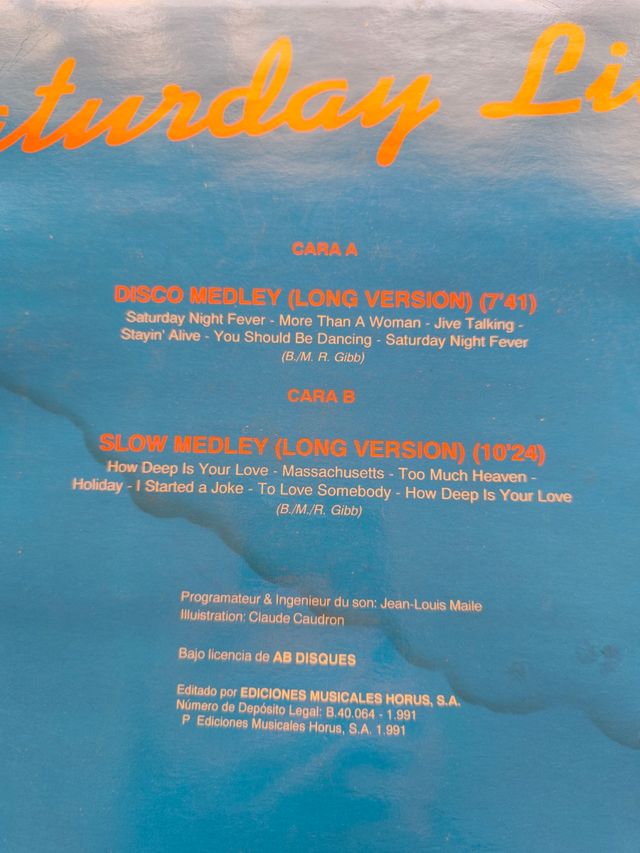 aturday Li
CARA A
DISCO MEDLEY (LONG VERSION) (7'41)
Saturday Night Fever - More Than A Woman - Jive Talking -
Stayin' Alive - You Should Be Dancing - Saturday Night Fever
(B./M. R. Gibb)
CARA B
SLOW MEDLEY (LONG VERSION) (10'24)
How Deep Is Your Love - Massachusetts - Too Much Heaven -
Holiday - I Started a Joke - To Love Somebody - How Deep Is Your Love
(B./M./R. Gibb)
Programateur & Ingenieur du son: Jean-Louis Maile
Illuistration: Claude Caudron
Bajo licencia de AB DISQUES
Editado por EDICIONES MUSICALES HORUS, S.A.
Número de Depósito Legal: B.40.064 - 1.991
P Ediciones Musicales Horus, S.A. 1.991